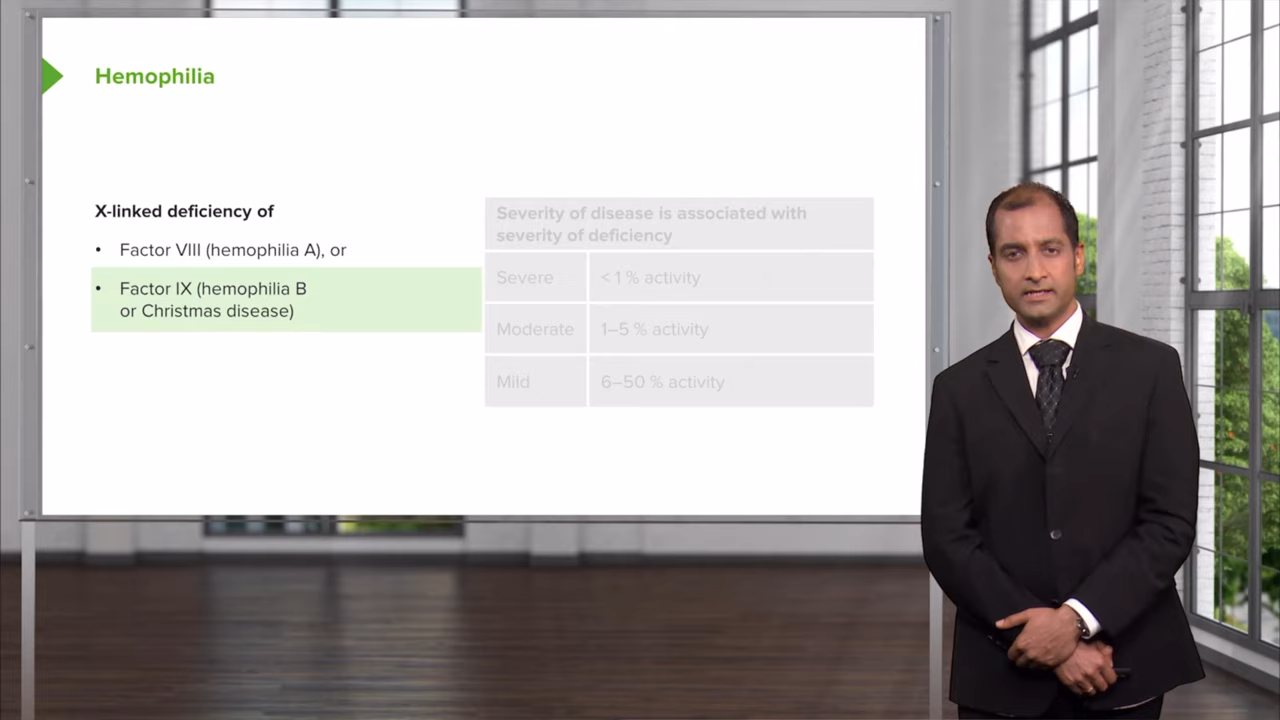 Hemophilia
X-linked deficiency of
• Factor VIII (hemophilia A), or
• Factor IX (hemophilia B
or Christmas disease)
Severity of disease is associated with
severity of deficiency
Severe < 1 % activity
Moderate 1–5 % activity
Mild 6–50 % activity